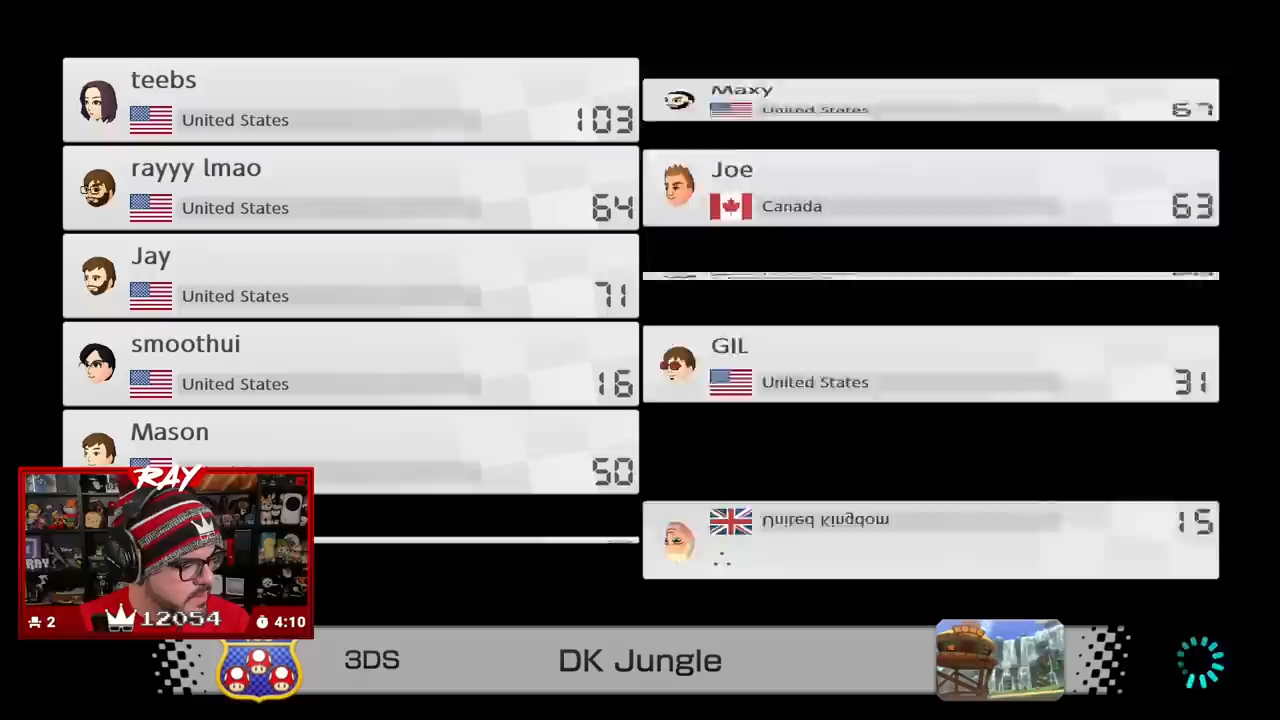 teebs
United States
103
rayyy lmao
United States
64
Jay
United States
71
smoothui
United States
16
Mason
50
Maxy
United States
67
Joe
Canada
63
GIL
United States
31
United Kingdom
15
RAY
2
12054
4:10
3DS
DK Jungle